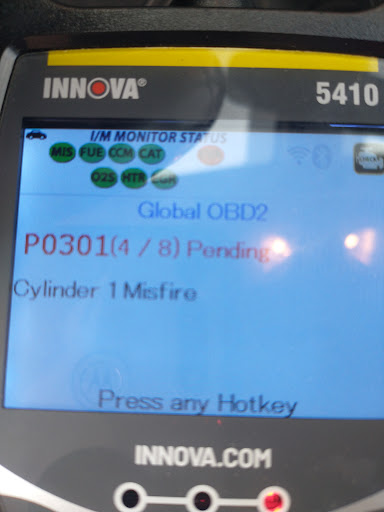 INNOVA® 5410
I/M MONITOR STATUS
MIS FUE CCM CAT
O2S HTR EGR
Global OBD2
P0301(4 / 8) Pending
Cylinder 1 Misfire
Press any Hotkey
INNOVA.COM